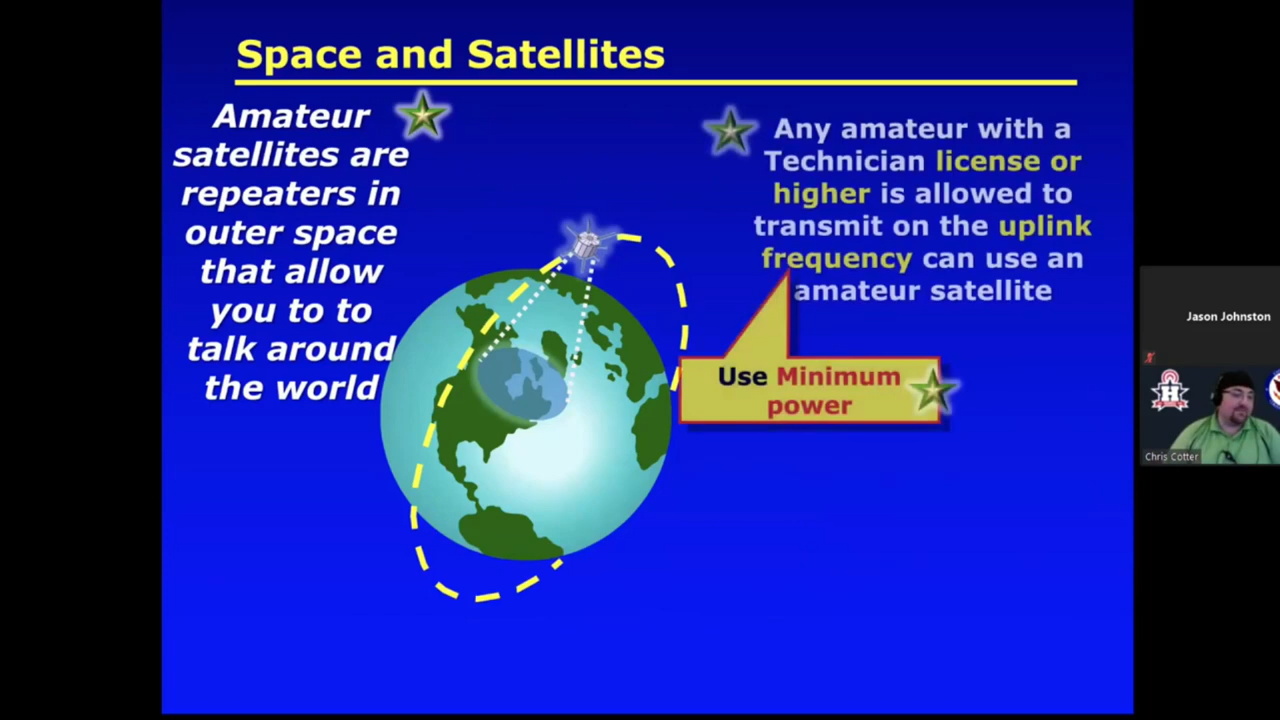 Space and Satellites
Amateur
satellites are
repeaters in
outer space
that allow
you to to
talk around
the world
Any amateur with a
Technician license or
higher is allowed to
transmit on the uplink
frequency can use an
amateur satellite
Use Minimum
power
Jason Johnston
H
Chris Cotter